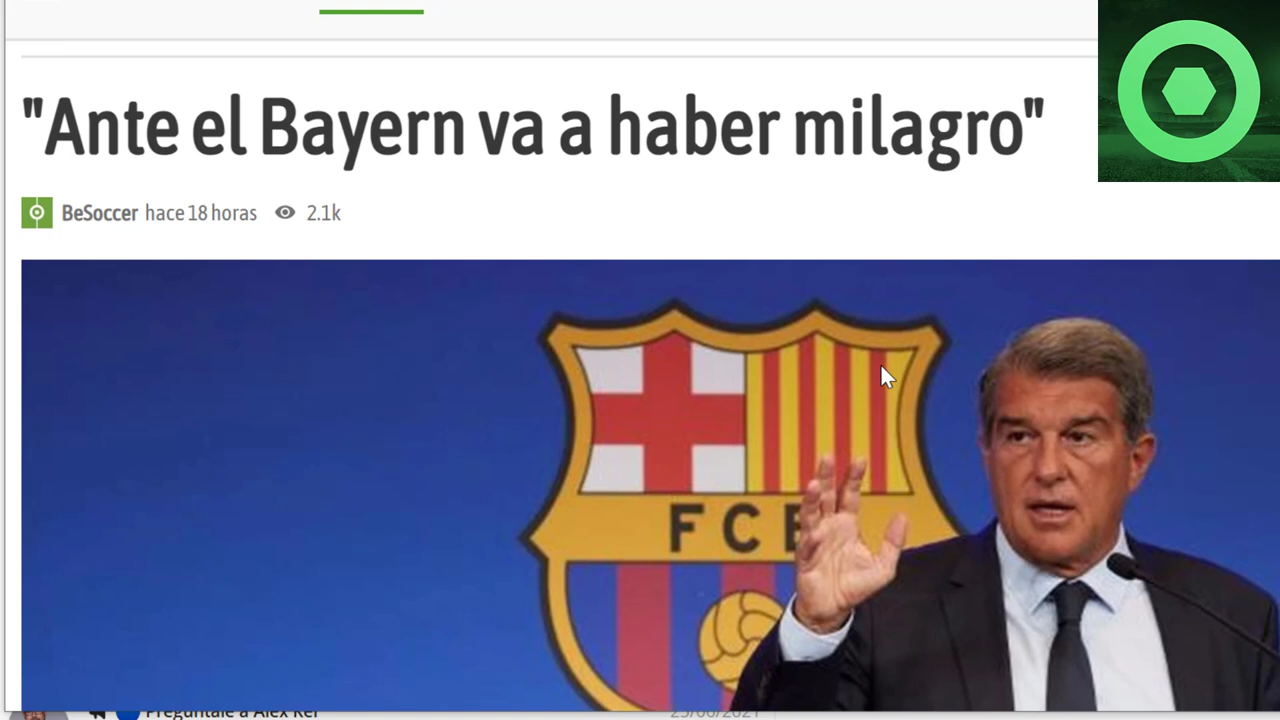 "Ante el Bayern va a haber milagro"
BeSoccer hace 18 horas 2.1k
FCB